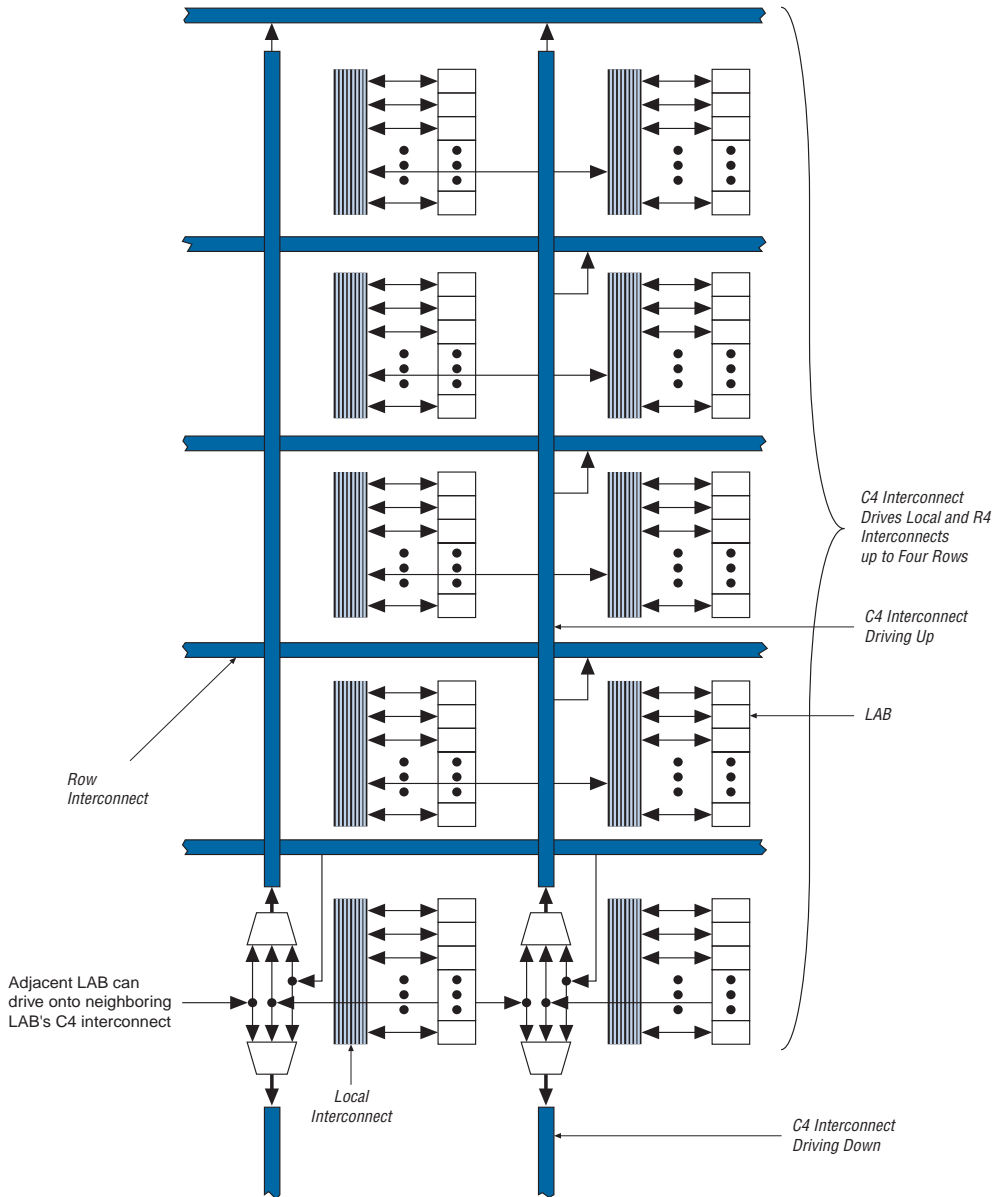 C4 Interconnect
Drives Local and R4
Interconnects
up to Four Rows
C4 Interconnect
Driving Up
LAB
Row
Interconnect
Adjacent LAB can
drive onto neighboring
LAB's C4 interconnect
Local
Interconnect
C4 Interconnect
Driving Down